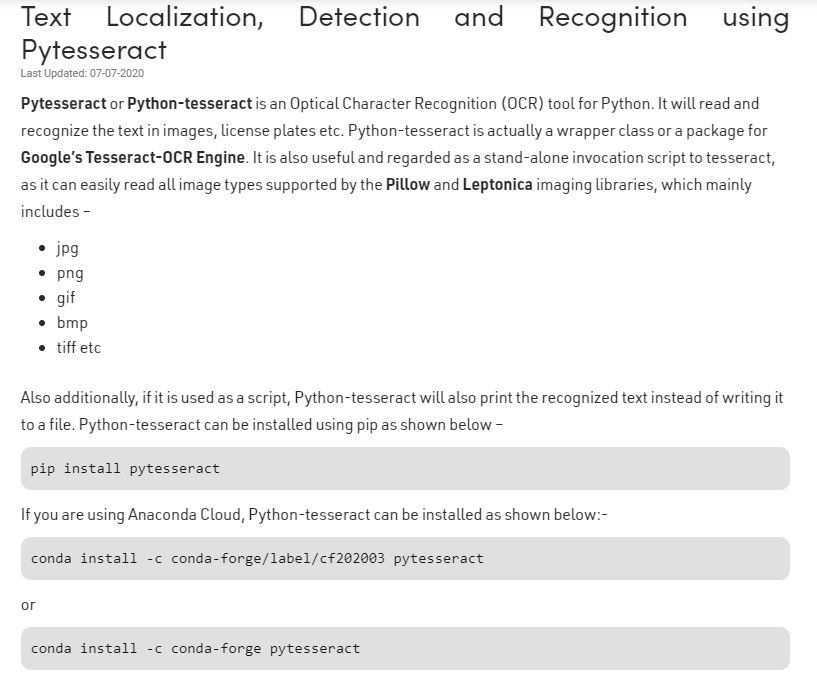 Text Localization, Detection and Recognition using
Pytesseract
Last Updated: 07-07-2020
Pytesseract or Python-tesseract is an Optical Character Recognition (OCR) tool for Python. It will read and
recognize the text in images, license plates etc. Python-tesseract is actually a wrapper class or a package for
Google's Tesseract-OCR Engine. It is also useful and regarded as a stand-alone invocation script to tesseract,
as it can easily read all image types supported by the Pillow and Leptonica imaging libraries, which mainly
includes –
• jpg
• png
• gif
• bmp
• tiff etc
Also additionally, if it is used as a script, Python-tesseract will also print the recognized text instead of writing it
to a file. Python-tesseract can be installed using pip as shown below –
pip install pytesseract
If you are using Anaconda Cloud, Python-tesseract can be installed as shown below:-
conda install -c conda-forge/label/cf202003 pytesseract
or
conda install -c conda-forge pytesseract